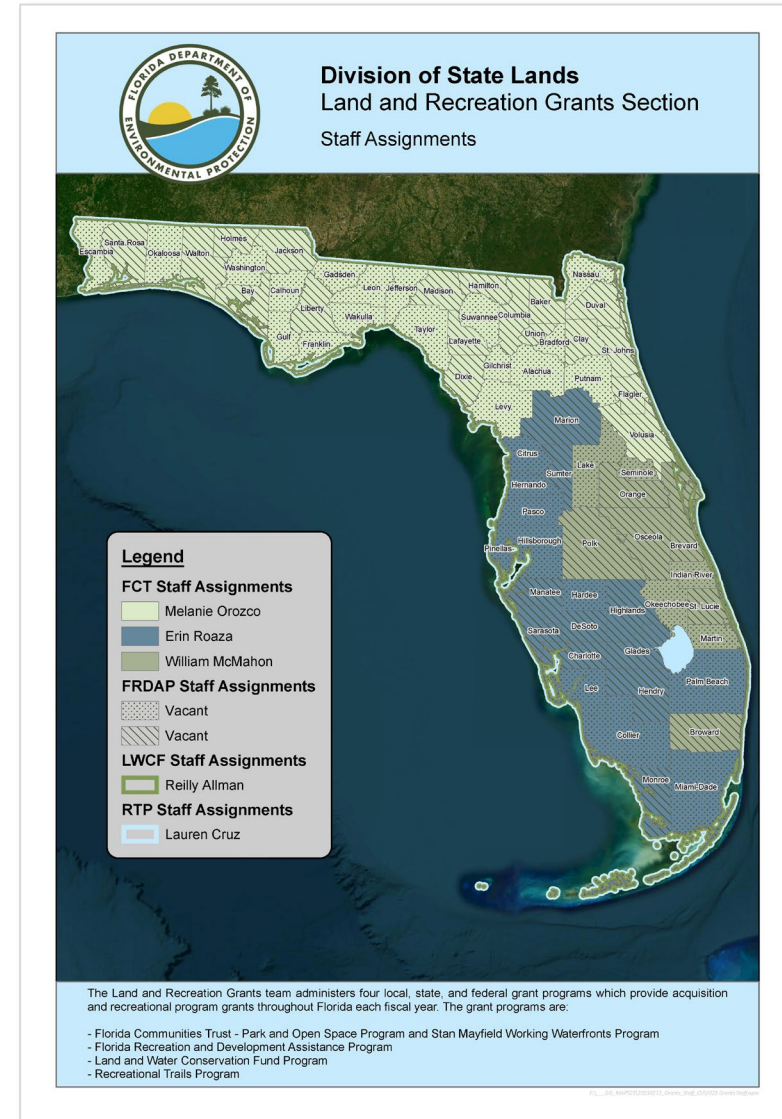 FLORIDA DEPARTMENT OF
ENVIRONMENTAL PROTECTION
Division of State Lands
Land and Recreation Grants Section
Staff Assignments
Escambia
Santa Rosa
Okaloosa
Walton
Holmes
Washington
Bay
Jackson
Calhoun
Gulf
Liberty
Franklin
Gadsden
Wakulla
Leon
Jefferson
Madison
Taylor
Hamilton
Suwannee
Columbia
Lafayette
Dixie
Gilchrist
Levy
Baker
Union
Bradford
Alachua
Nassau
Duval
Clay
St. Johns
Putnam
Flagler
Volusia
Marion
Citrus
Sumter
Lake
Seminole
Hernando
Orange
Pasco
Pinellas
Hillsborough
Polk
Osceola
Brevard
Indian River
Manatee
Hardee
Highlands
Okeechobee
St. Lucie
Sarasota
DeSoto
Martin
Charlotte
Glades
Lee
Hendry
Palm Beach
Collier
Broward
Monroe
Miami-Dade
Legend
FCT Staff Assignments
Melanie Orozco
Erin Roaza
William McMahon
FRDAP Staff Assignments
Vacant
Vacant
LWCF Staff Assignments
Reilly Allman
RTP Staff Assignments
Lauren Cruz
The Land and Recreation Grants team administers four local, state, and federal grant programs which provide acquisition
and recreational program grants throughout Florida each fiscal year. The grant programs are:
- Florida Communities Trust - Park and Open Space Program and Stan Mayfield Working Waterfronts Program
- Florida Recreation and Development Assistance Program
- Land and Water Conservation Fund Program
- Recreational Trails Program